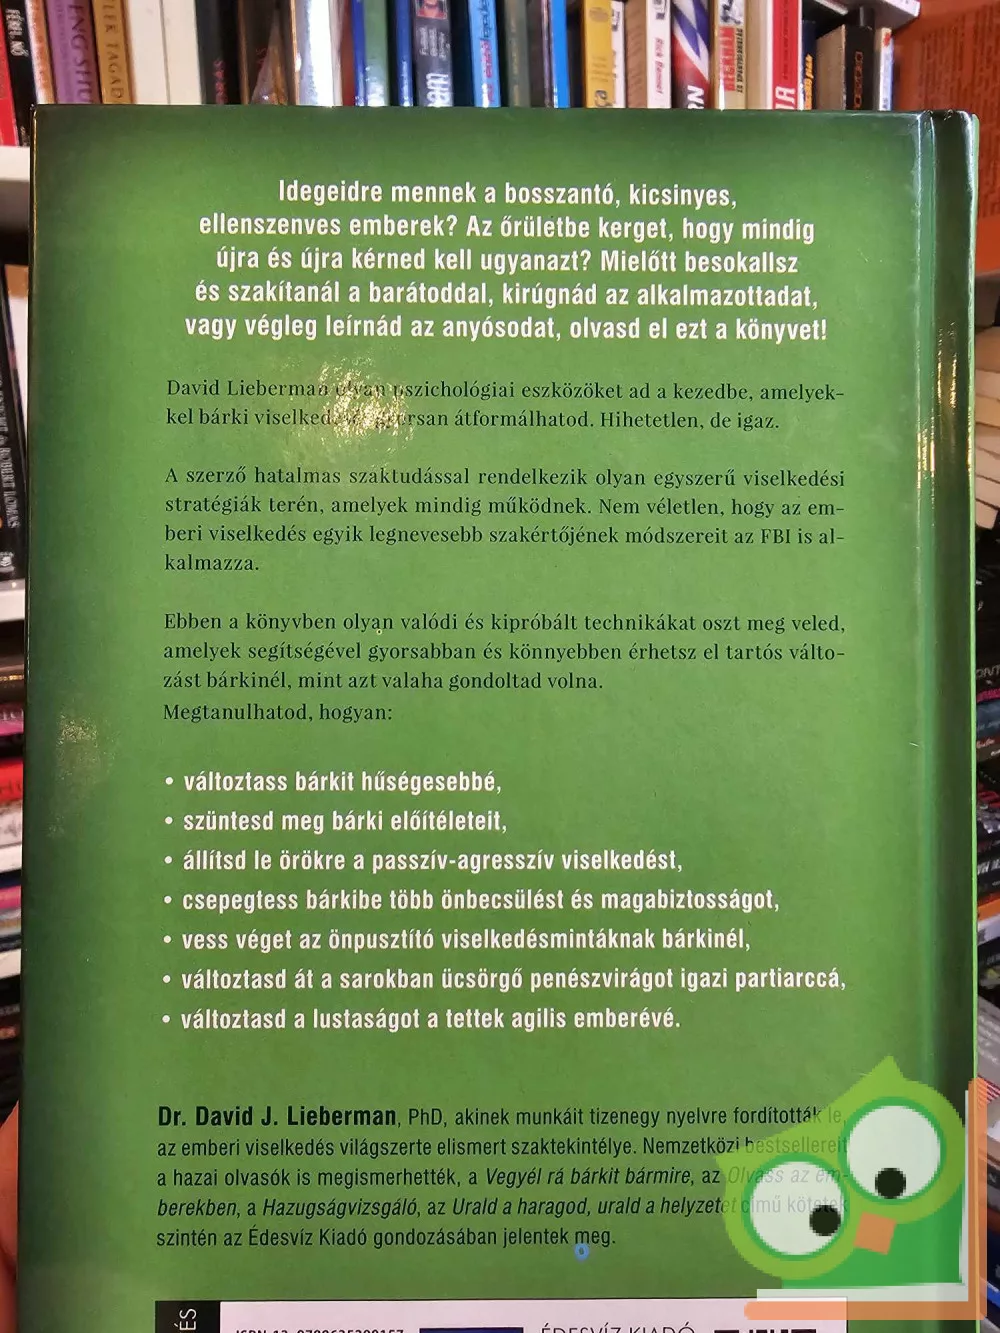 Idegeidre mennek a bosszantó, kicsinyes,
ellenszenves emberek? Az őrületbe kerget, hogy mindig
újra és újra kérned kell ugyanazt? Mielőtt besokallsz
és szakítanál a barátoddal, kirúgnád az alkalmazottadat,
vagy végleg leírnád az anyósodat, olvasd el ezt a könyvet!
David Lieberman olyan pszichológiai eszközöket ad a kezedbe, amelyek-
kel bárki viselkedését gyorsan átformálhatod. Hihetetlen, de igaz.
A szerző hatalmas szaktudással rendelkezik olyan egyszerű viselkedési
stratégiák terén, amelyek mindig működnek. Nem véletlen, hogy az em-
beri viselkedés egyik legnevesebb szakértőjének módszereit az FBI is al-
kalmazza.
Ebben a könyvben olyan valódi és kipróbált technikákat oszt meg veled,
amelyek segítségével gyorsabban és könnyebben érhetsz el tartós válto-
zást bárkinél, mint azt valaha gondoltad volna.
Megtanulhatod, hogyan:
• változtass bárkit hűségesebbé,
• szüntesd meg bárki előítéleteit,
• állítsd le örökre a passzív-agresszív viselkedést,
• csepegtess bárkibe több önbecsülést és magabiztosságot,
• vess véget az önpusztító viselkedésmintáknak bárkinél,
• változtasd át a sarokban ücsörgő penészvirágot igazi partiarccá,
• változtasd a lustaságot a tettek agilis emberévé.
Dr. David J. Lieberman, PhD, akinek munkáit tizenegy nyelvre fordították le,
az emberi viselkedés világszerte elismert szaktekintélye. Nemzetközi bestsellereit
a hazai olvasók is megismerhették, a Vegyél rá bárkit bármire, az Olvass az em-
berekben, a Hazugságvizsgáló, az Urald a haragod, urald a helyzetet című kötetek
szintén az Édesvíz Kiadó gondozásában jelentek meg.
ÉS
ÉDESVÍZ KIADÓ